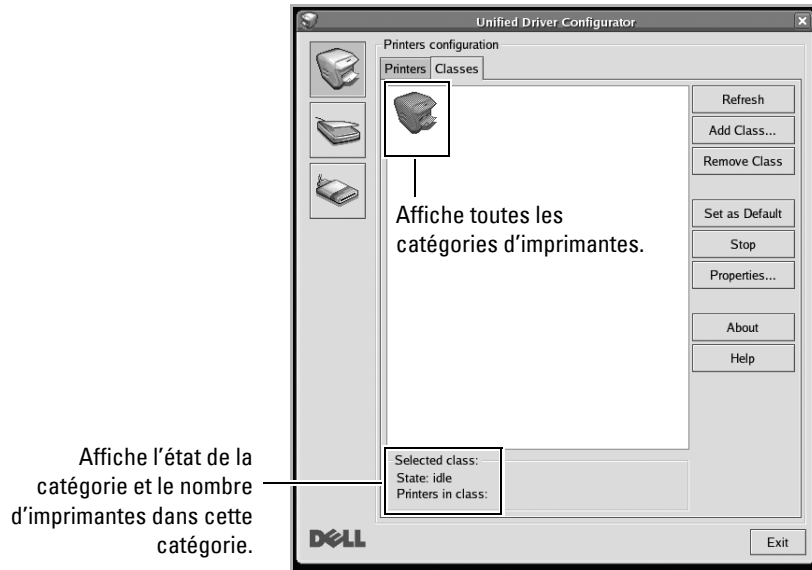 Unified Driver Configurator
Printers configuration
Printers Classes
Refresh
Add Class...
Remove Class
Set as Default
Stop
Properties...
About
Help
Affiche toutes les
catégories d'imprimantes.
Selected class:
State: idle
Printers in class:
Affiche l'état de la
catégorie et le nombre
d'imprimantes dans cette
catégorie.
DELL
Exit